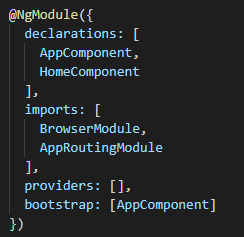 @NgModule({
  declarations: [
    AppComponent,
    HomeComponent
  ],
  imports: [
    BrowserModule,
    AppRoutingModule
  ],
  providers: [],
  bootstrap: [AppComponent]
})